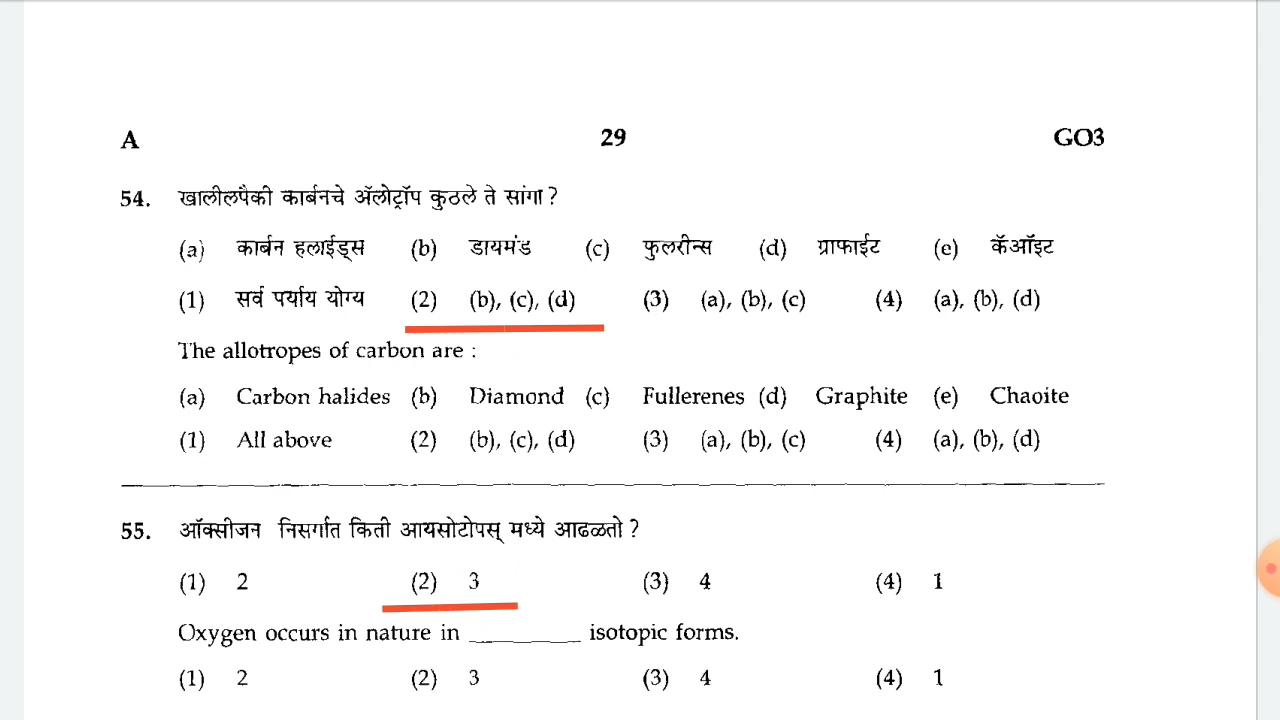 A 29 GO3
54. खालीलपैकी कार्बनचे ॲलोट्रॉप कुठले ते सांगा ?
(a) कार्बन हलाईड्स (b) डायमंड (c) फुलरीन्स (d) ग्राफाईट (e) कॅऑइट
(1) सर्व पर्याय योग्य (2) (b), (c), (d) (3) (a), (b), (c) (4) (a), (b), (d)
The allotropes of carbon are :
(a) Carbon halides (b) Diamond (c) Fullerenes (d) Graphite (e) Chaoite
(1) All above (2) (b), (c), (d) (3) (a), (b), (c) (4) (a), (b), (d)
55. ऑक्सीजन निसर्गात किती आयसोटोपस् मध्ये आढळतो ?
(1) 2 (2) 3 (3) 4 (4) 1
Oxygen occurs in nature in ________ isotopic forms.
(1) 2 (2) 3 (3) 4 (4) 1